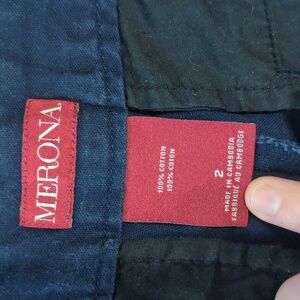 MERONA
100% COTTON
100% COTON
2
MADE IN CAMBODIA
FABRIQUÉ AU CAMBODGE